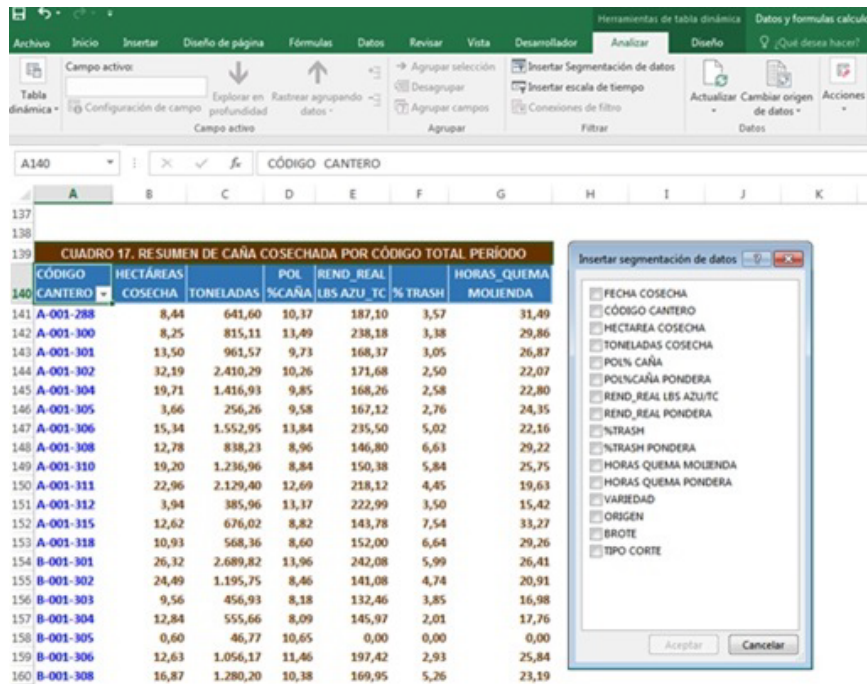 Herramientas de tabla dinámica Datos y formulas calcul
Archivo Inicio Insertar Diseño de página Fórmulas Datos Revisar Vista Desarrollador Analizar Diseño ¿Qué desea hacer?
Tabla dinámica
Campo activo:
Configuración de campo
Explorar en profundidad
Rastrear agrupando datos
Campo activo
Agrupar selección
Desagrupar
Agrupar campos
Agrupar
Insertar Segmentación de datos
Insertar escala de tiempo
Conexiones de filtro
Filtrar
Actualizar
Cambiar origen de datos
Datos
Acciones
A140 fx CÓDIGO CANTERO
A B C D E F G H I J K
137
138
139 CUADRO 17. RESUMEN DE CAÑA COSECHADA POR CÓDIGO TOTAL PERÍODO
CÓDIGO HECTÁREAS POL REND_REAL HORAS_QUEMA
140 CANTERO COSECHA TONELADAS %CAÑA LBS AZU_TC % TRASH MOLIENDA
141 A-001-288 8,44 641,60 10,37 187,10 3,57 31,49
142 A-001-300 8,25 815,11 13,49 238,18 3,38 29,86
143 A-001-301 13,50 961,57 9,73 168,37 3,05 26,87
144 A-001-302 32,19 2.410,29 10,26 171,68 2,50 22,07
145 A-001-304 19,71 1.416,93 9,85 168,26 2,58 22,80
146 A-001-305 3,66 256,26 9,58 167,12 2,76 24,35
147 A-001-306 15,34 1.552,95 13,84 235,50 5,02 22,16
148 A-001-308 12,78 838,23 8,96 146,80 6,63 29,22
149 A-001-310 19,20 1.236,96 8,84 150,38 5,84 25,75
150 A-001-311 22,96 2.129,40 12,69 218,12 4,45 19,63
151 A-001-312 3,94 385,96 13,37 222,99 3,50 15,42
152 A-001-315 12,62 676,02 8,82 143,78 7,54 33,27
153 A-001-318 10,93 568,36 8,60 152,00 6,64 29,26
154 B-001-301 26,32 2.689,82 13,96 242,08 5,99 26,41
155 B-001-302 24,49 1.195,75 8,46 141,08 4,74 20,91
156 B-001-303 9,56 456,93 8,18 132,46 3,85 16,98
157 B-001-304 12,84 555,66 8,09 145,97 2,01 17,76
158 B-001-305 0,60 46,77 10,65 0,00 0,00 0,00
159 B-001-306 12,63 1.056,17 11,46 197,42 2,93 25,84
160 B-001-308 16,87 1.280,20 10,38 169,95 5,26 23,19
Insertar segmentación de datos
FECHA COSECHA
CÓDIGO CANTERO
HECTAREA COSECHA
TONELADAS COSECHA
POL% CAÑA
POL%CAÑA PONDERA
REND_REAL LBS AZU/TC
REND_REAL PONDERA
%TRASH
%TRASH PONDERA
HORAS QUEMA MOLIENDA
HORAS QUEMA PONDERA
VARIEDAD
ORIGEN
BROTE
TIPO CORTE
Aceptar Cancelar